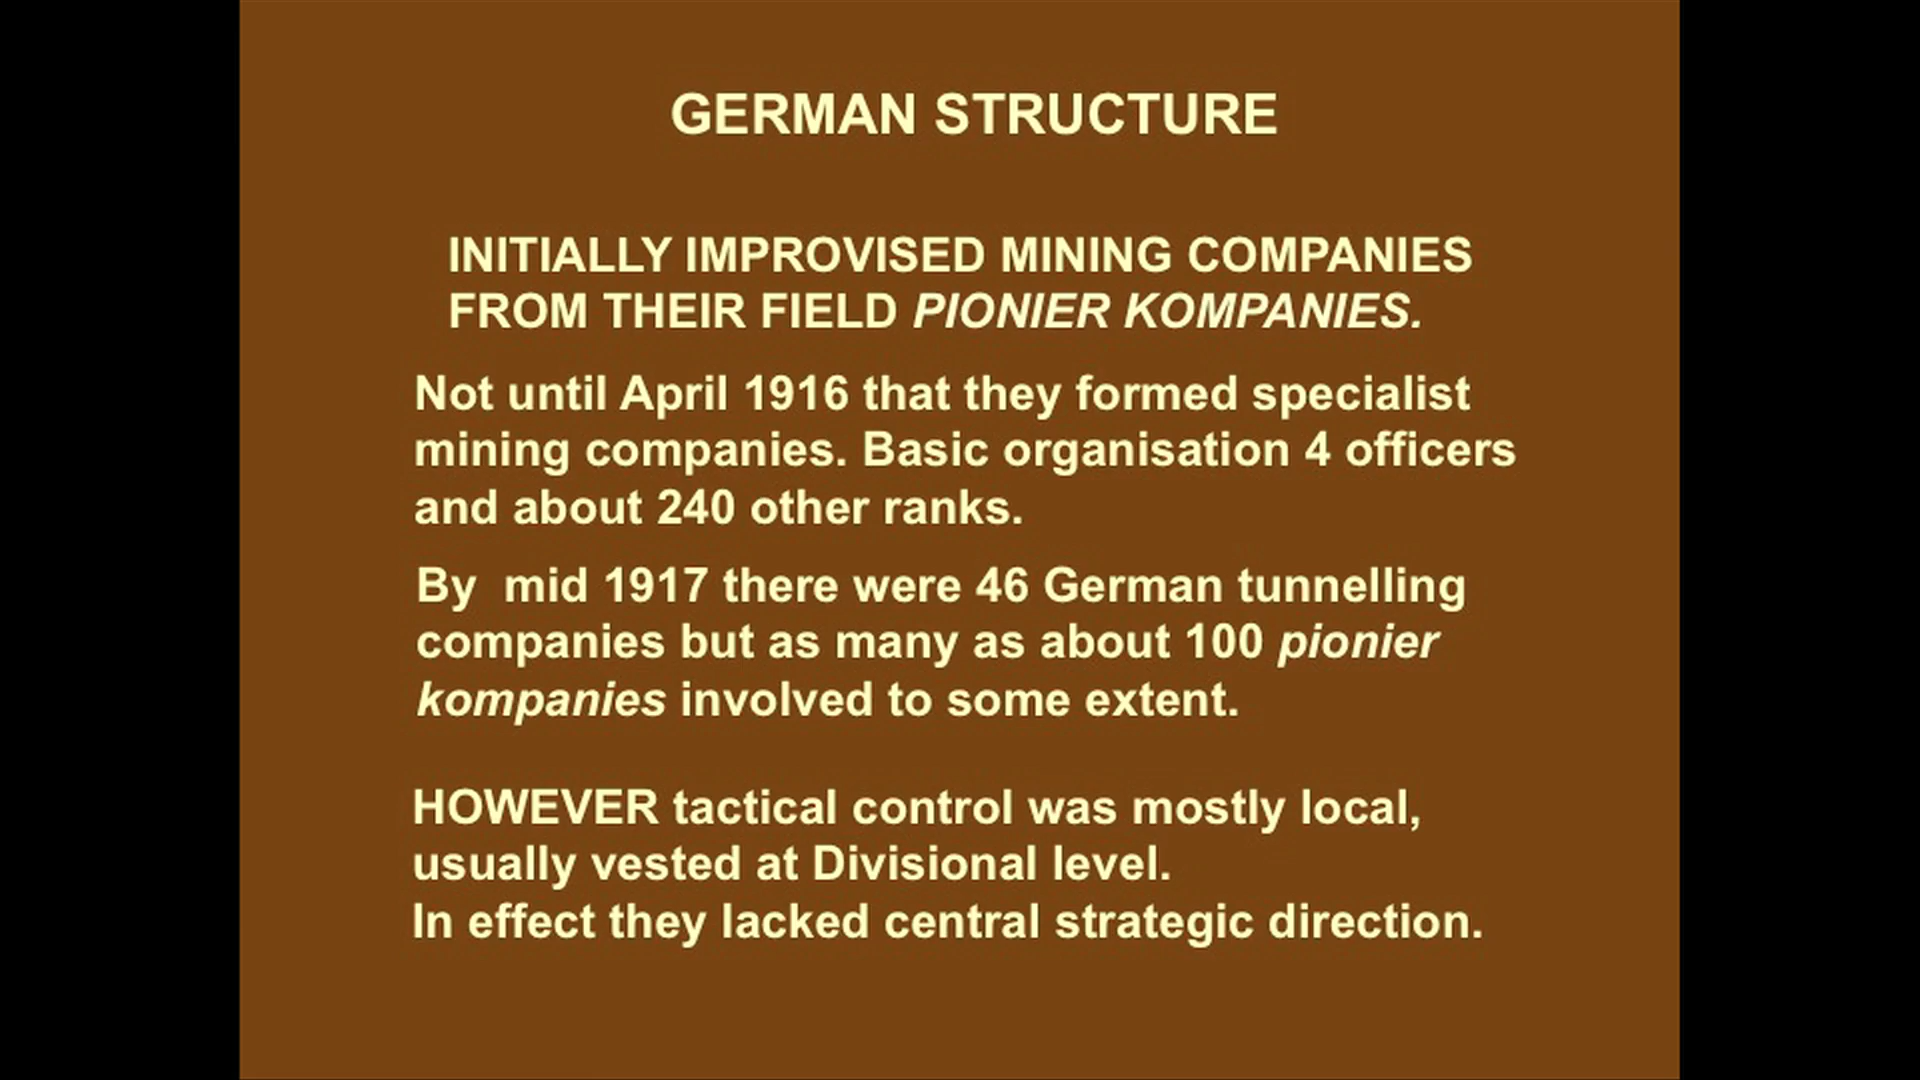 GERMAN STRUCTURE
INITIALLY IMPROVISED MINING COMPANIES
FROM THEIR FIELD PIONIER KOMPANIES.
Not until April 1916 that they formed specialist
mining companies. Basic organisation 4 officers
and about 240 other ranks.
By  mid 1917 there were 46 German tunnelling
companies but as many as about 100 pionier
kompanies involved to some extent.
HOWEVER tactical control was mostly local,
usually vested at Divisional level.
In effect they lacked central strategic direction.